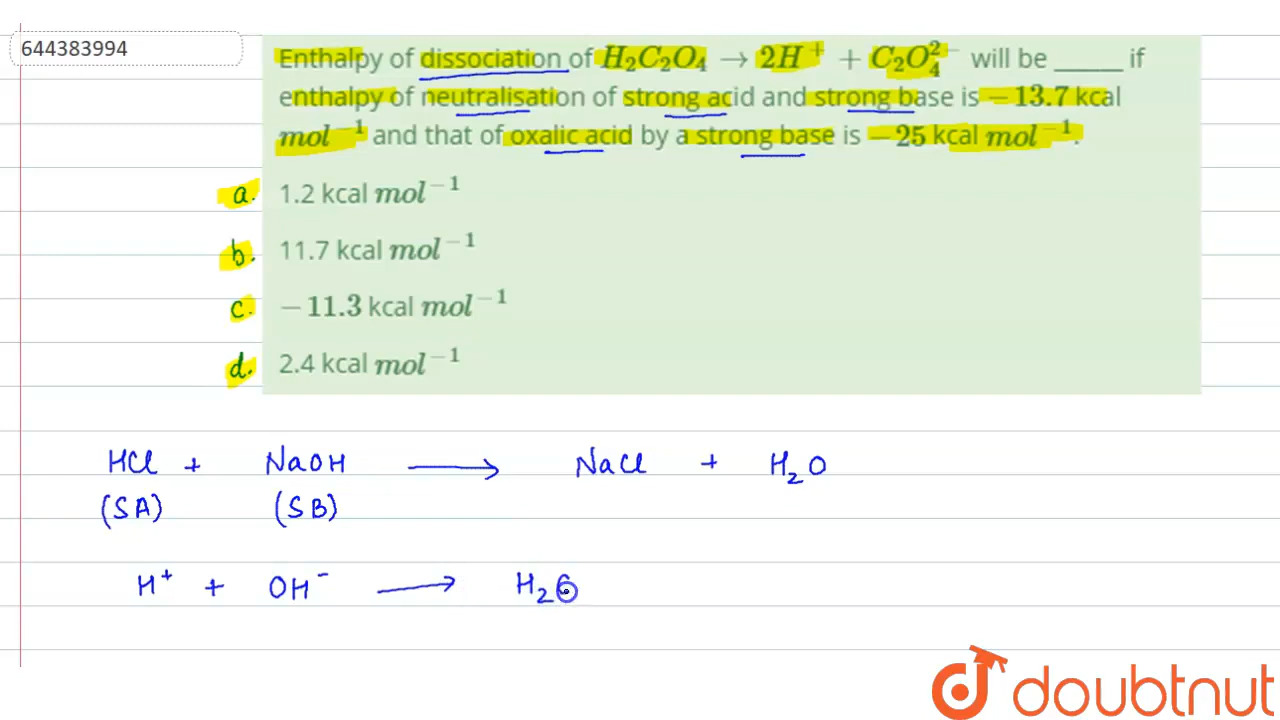 644383994
Enthalpy of dissociation of H₂C₂O₄ → 2H⁺ + C₂O₄²⁻ will be _____ if
enthalpy of neutralisation of strong acid and strong base is −13.7 kcal
mol⁻¹ and that of oxalic acid by a strong base is −25 kcal mol⁻¹.
a. 1.2 kcal mol⁻¹
b. 11.7 kcal mol⁻¹
c. −11.3 kcal mol⁻¹
d. 2.4 kcal mol⁻¹
HCl + NaOH ⟶ NaCl + H₂O
(SA) (SB)
H⁺ + OH⁻ ⟶ H₂O
doubtnut